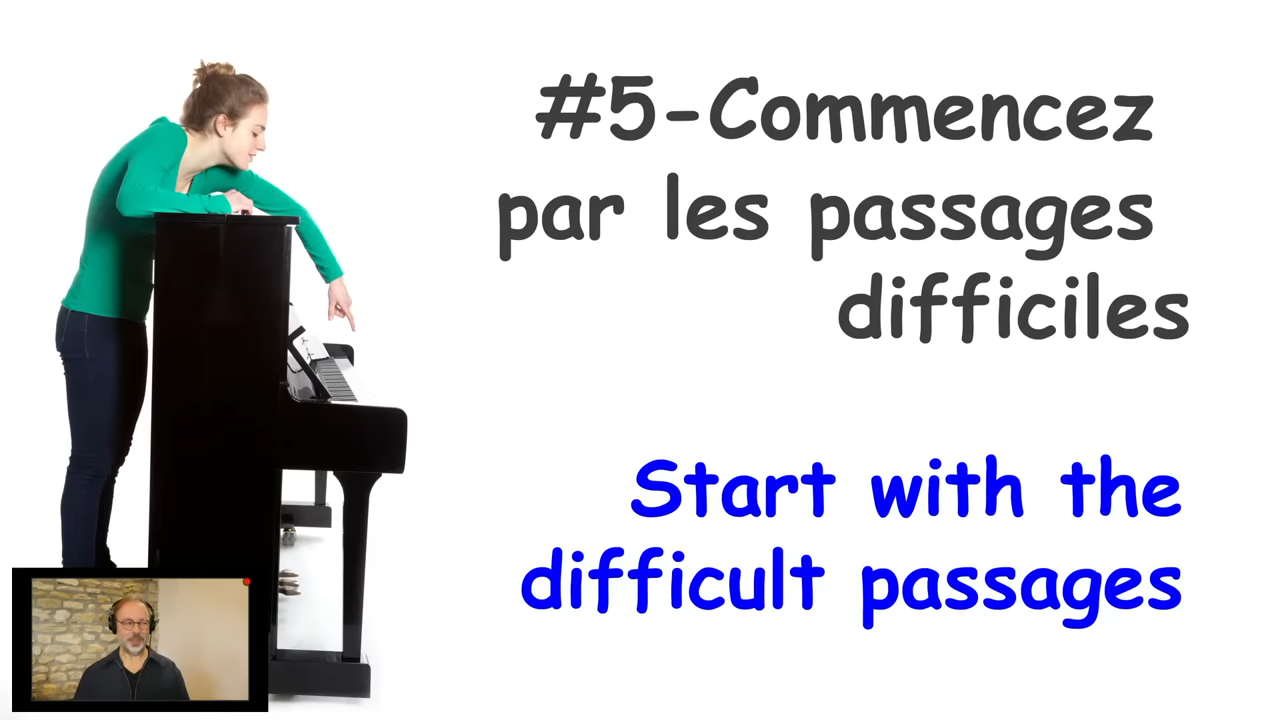 #5-Commencez
par les passages
difficiles
Start with the
difficult passages